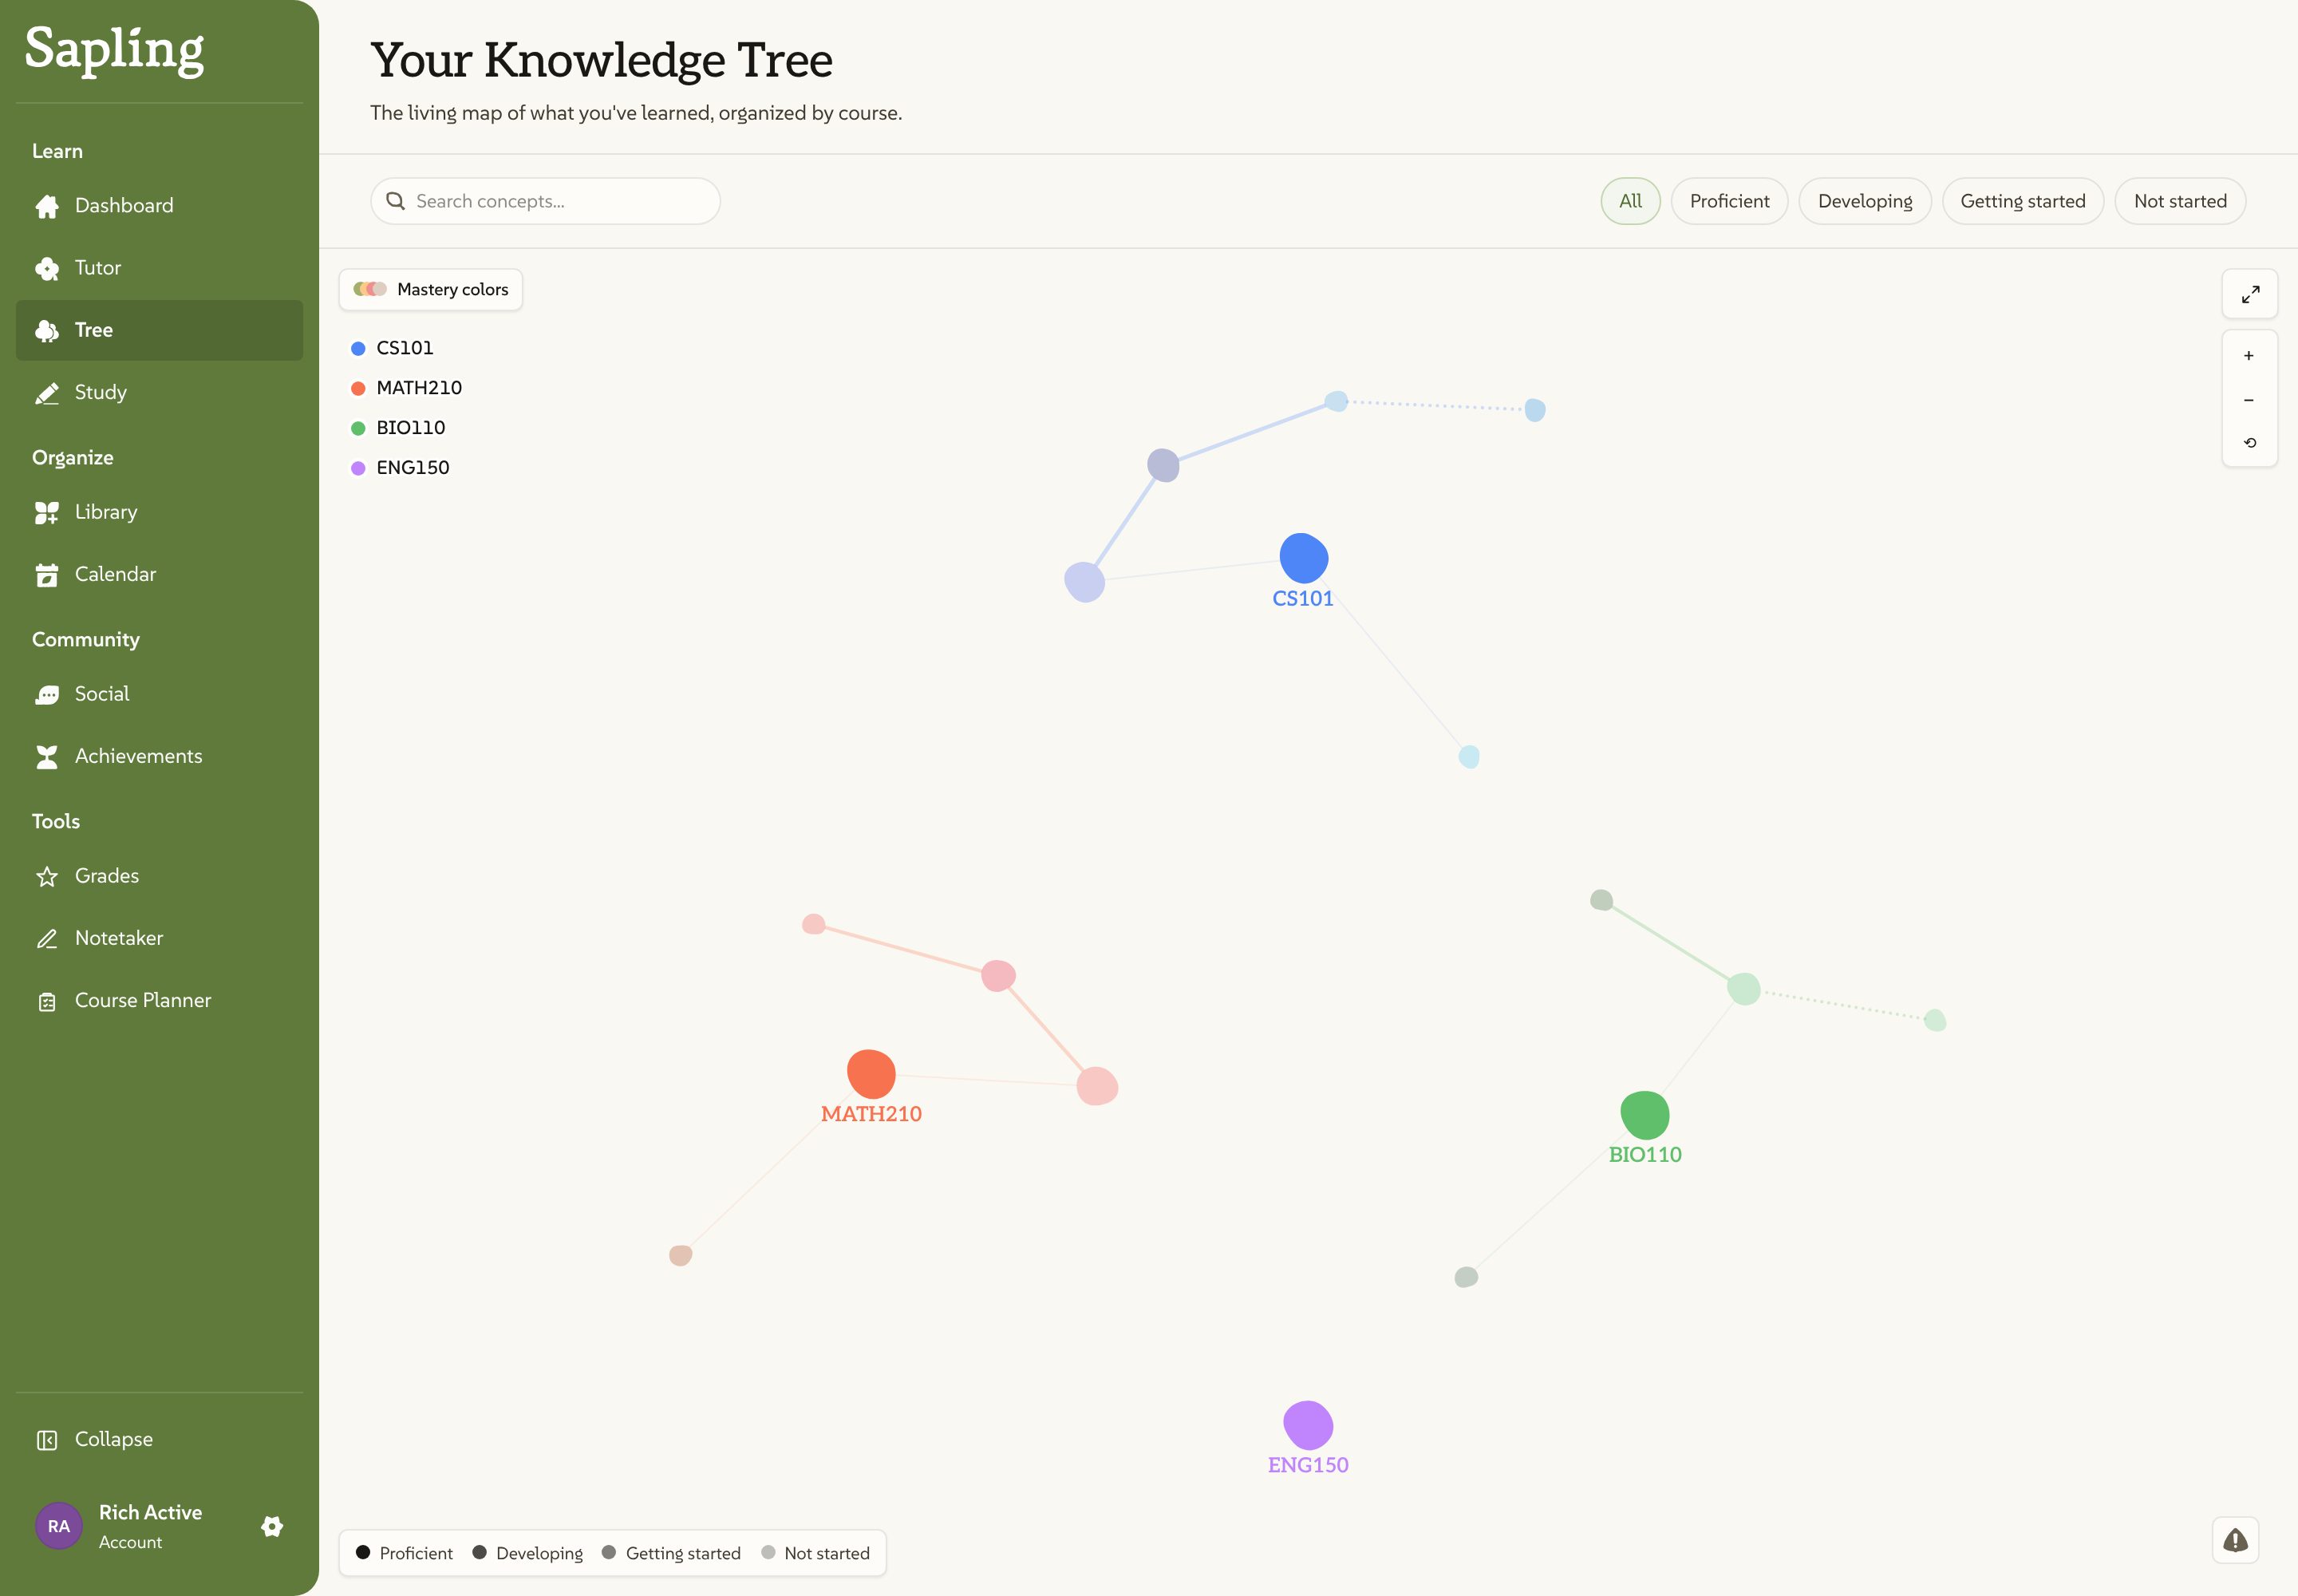 Sapling
Learn
Dashboard
Tutor
Tree
Study
Organize
Library
Calendar
Community
Social
Achievements
Tools
Grades
Notetaker
Course Planner
Collapse
RA
Rich Active
Account
Your Knowledge Tree
The living map of what you've learned, organized by course.
Search concepts...
All
Proficient
Developing
Getting started
Not started
Mastery colors
CS101
MATH210
BIO110
ENG150
CS101
MATH210
BIO110
ENG150
Proficient
Developing
Getting started
Not started